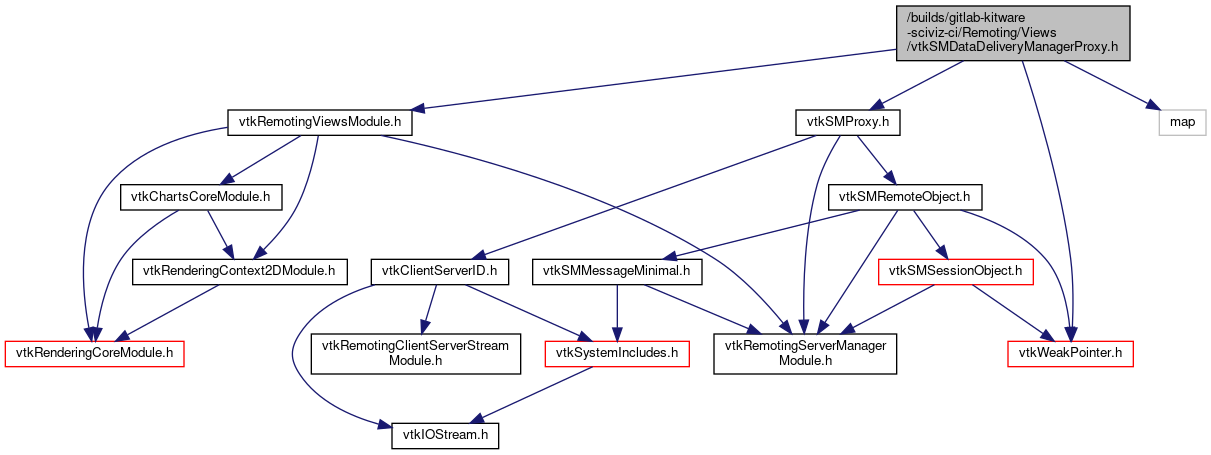 /builds/gitlab-kitware
-sciviz-ci/Remoting/Views
/vtkSMDataDeliveryManagerProxy.h
vtkRemotingViewsModule.h
vtkSMProxy.h
map
vtkChartsCoreModule.h
vtkSMRemoteObject.h
vtkRenderingContext2DModule.h
vtkClientServerID.h
vtkSMMessageMinimal.h
vtkSMSessionObject.h
vtkRenderingCoreModule.h
vtkRemotingClientServerStream
Module.h
vtkSystemIncludes.h
vtkRemotingServerManager
Module.h
vtkWeakPointer.h
vtkIOStream.h